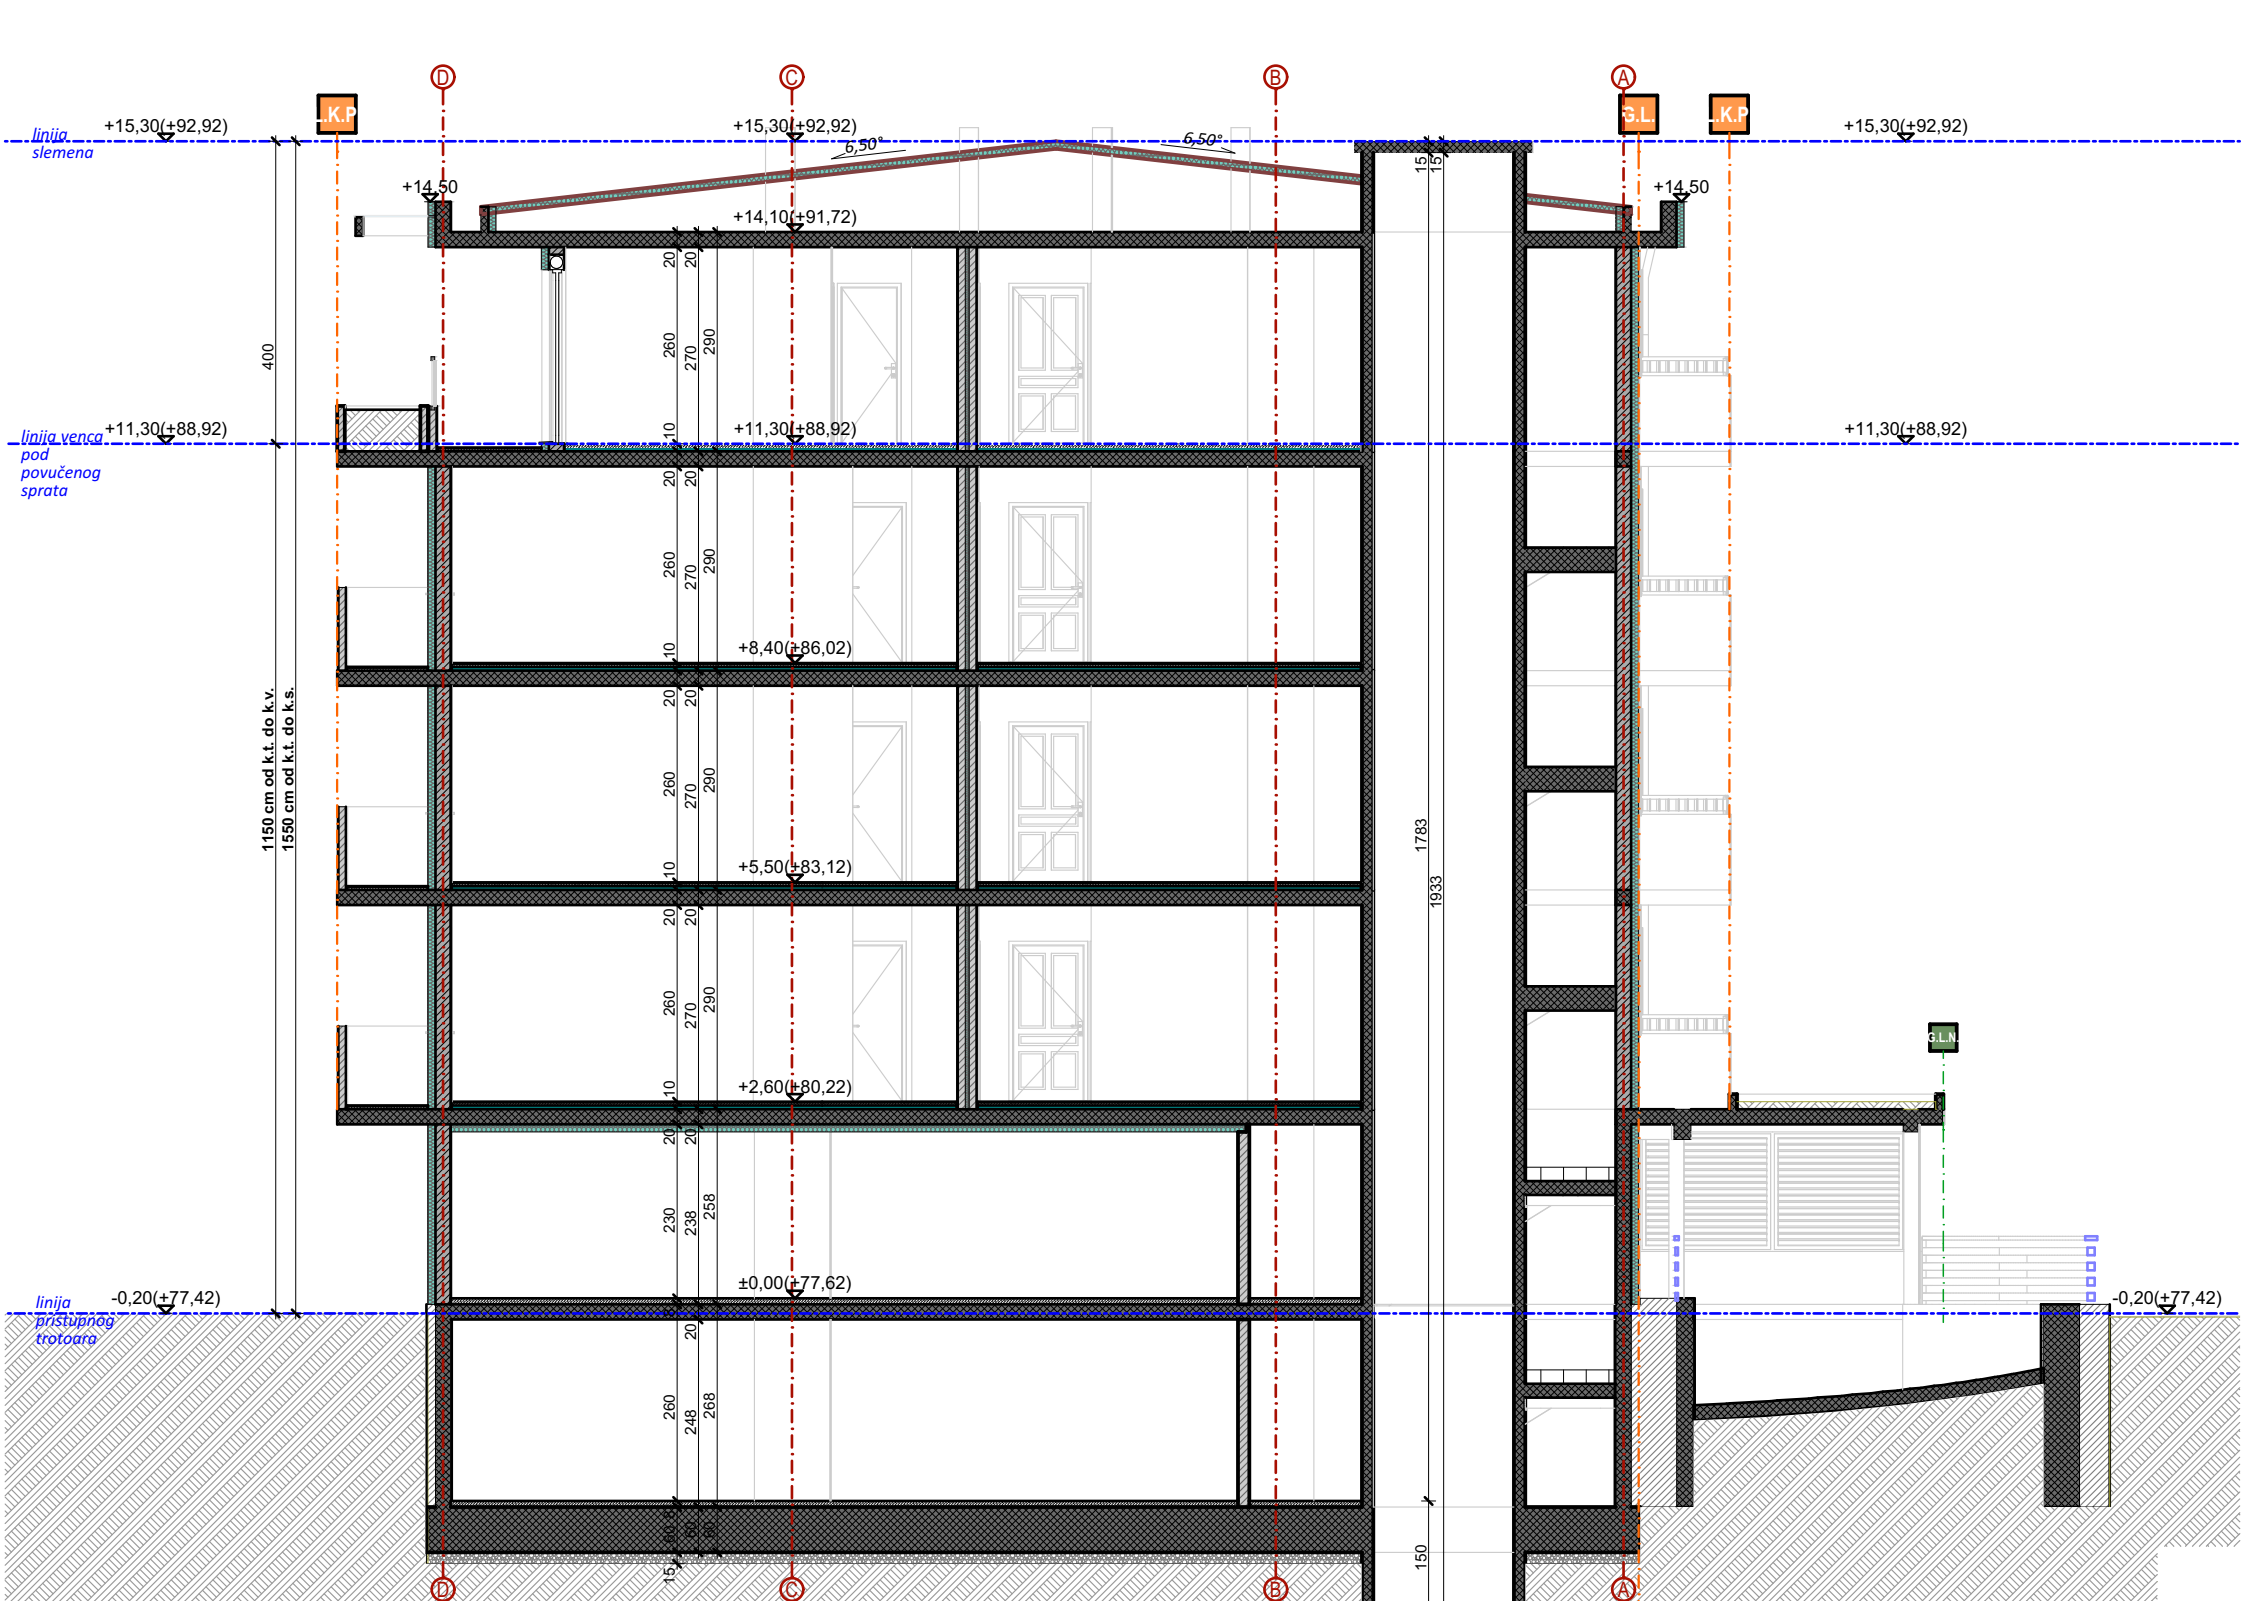 D
C
B
A
L.K.P
G.L.
L.K.P
linija
slemena
+15,30(+92,92)
+15,30(+92,92)
+15,30(+92,92)
6,50°
6,50°
15
15
+14,50
+14,50
+14,10(+91,72)
20
20
400
260
270
290
10
linija venca
pod
povučenog
sprata
+11,30(+88,92)
+11,30(+88,92)
+11,30(+88,92)
20
20
260
270
290
10
+8,40(+86,02)
20
20
1150 cm od k.t. do k.v.
1550 cm od k.t. do k.s.
260
270
290
10
1783
1933
+5,50(+83,12)
20
20
260
270
290
10
G.L.N.
+2,60(+80,22)
20
20
230
238
258
±0,00(+77,62)
linija
pristupnog
trotoara
-0,20(+77,42)
-0,20(+77,42)
8
20
260
248
268
8
60
60
60
15
150
D
C
B
A